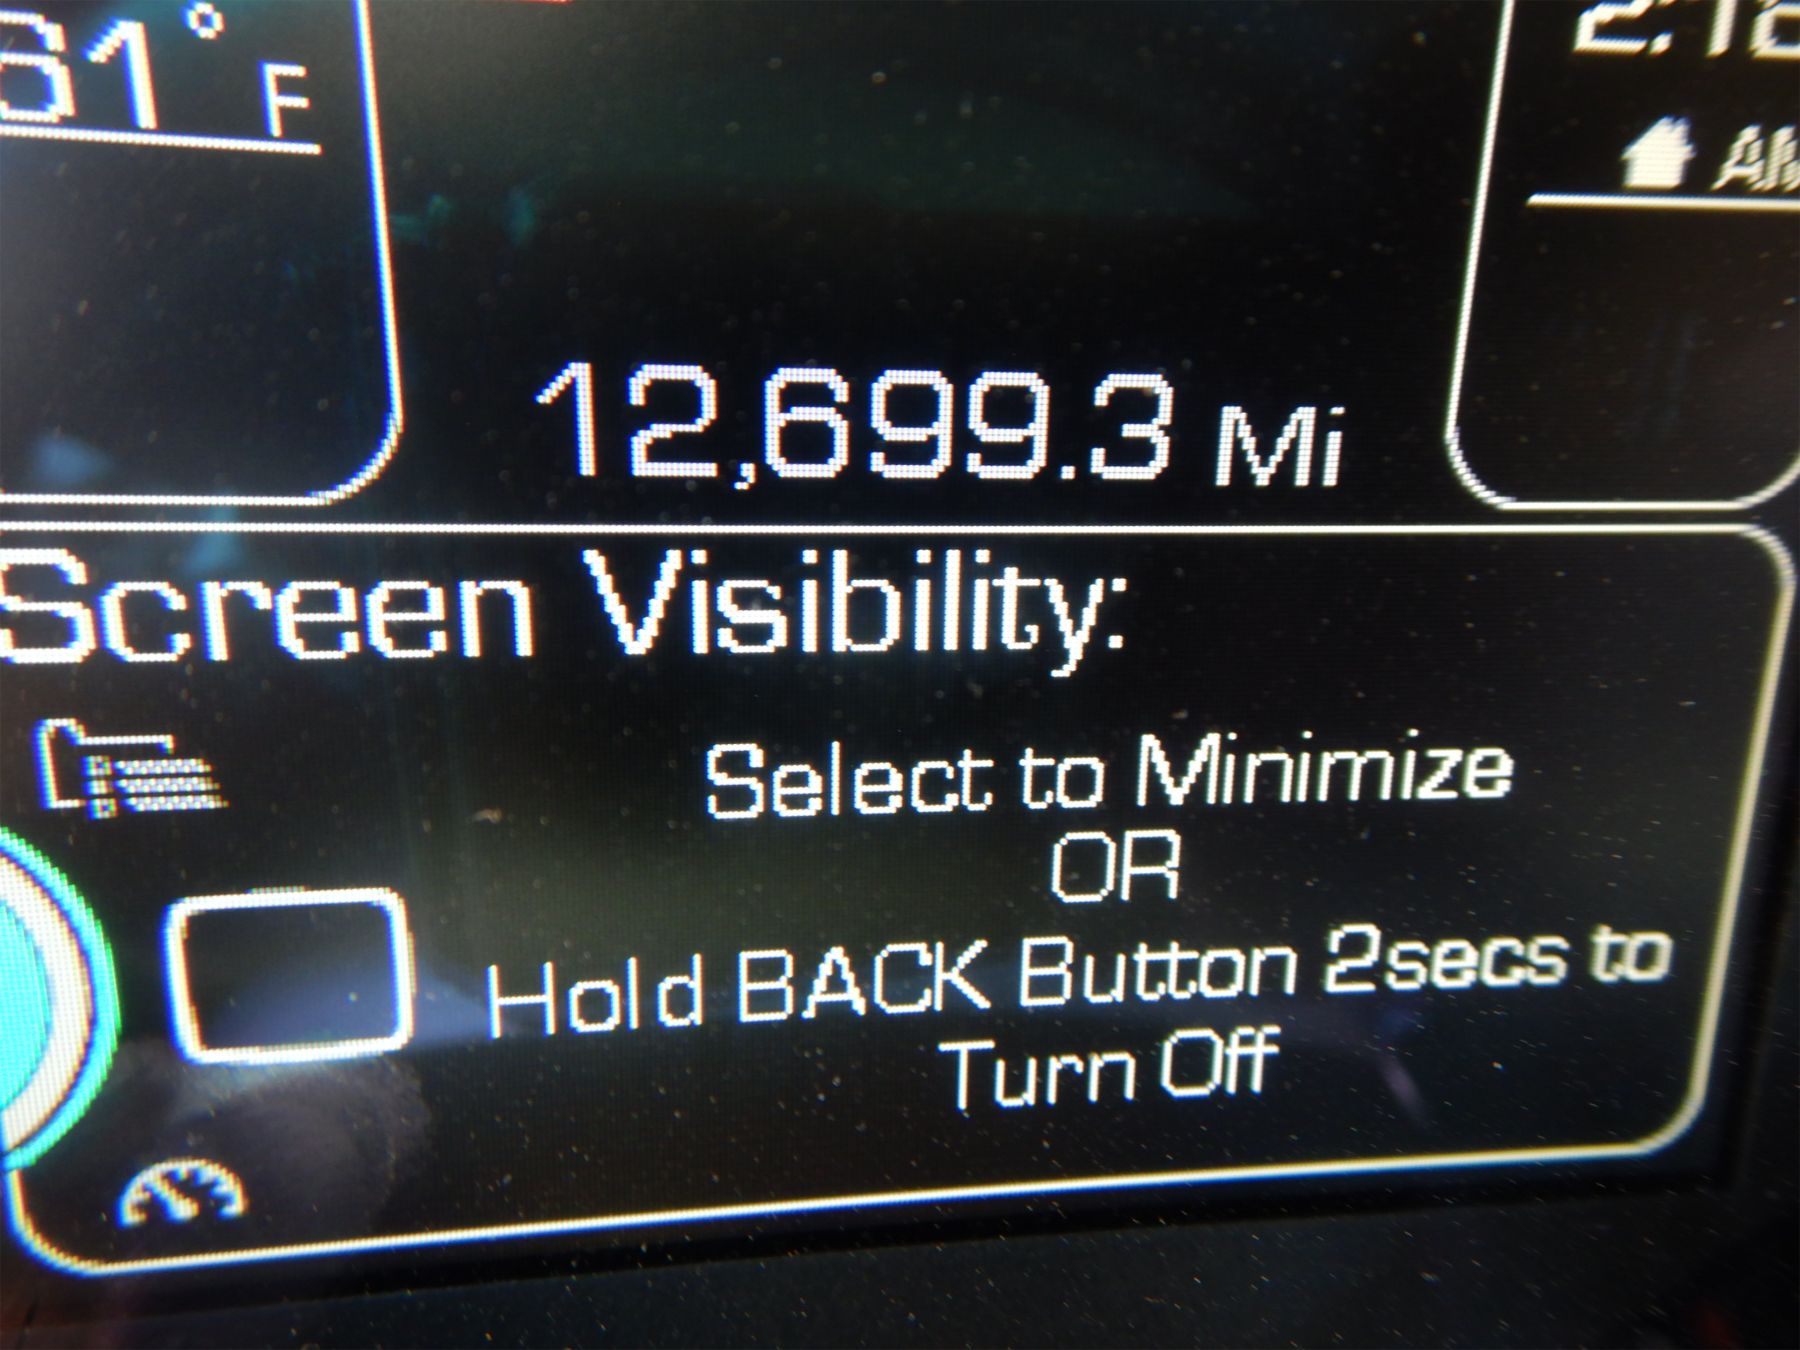 61° F
12,699.3 Mi
Screen Visibility:
Select to Minimize
OR
Hold BACK Button 2secs to
Turn Off